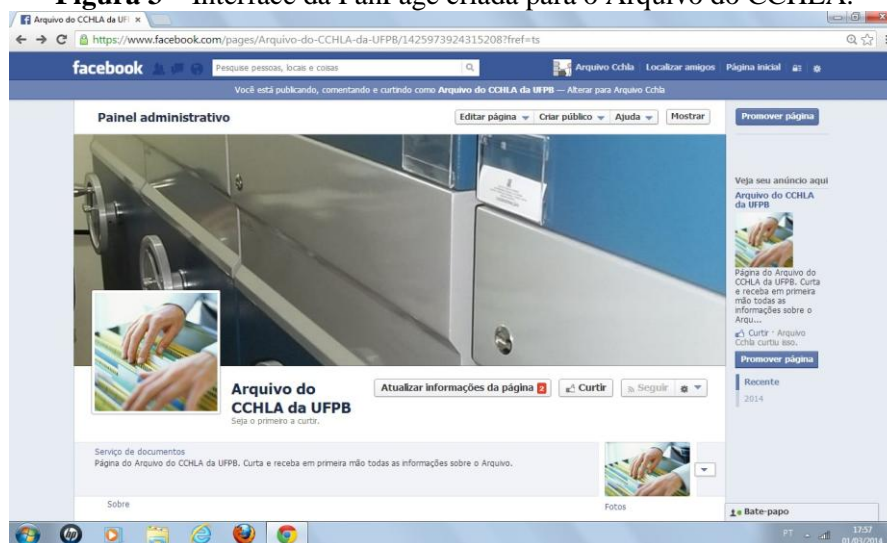 Figura 3 – Interface da FanPage criada para o Arquivo do CCHLA.
Arquivo do CCHLA da UF
https://www.facebook.com/pages/Arquivo-do-CCHLA-da-UFPB/1425973924315208?fref=ts
facebook
Pesquise pessoas, locais e coisas
Arquivo Cchla
Localizar amigos
Página inicial
Você está publicando, comentando e curtindo como Arquivo do CCHLA da UFPB — Alterar para Arquivo Cchla
Painel administrativo
Editar página
Criar público
Ajuda
Mostrar
Promover página
Veja seu anúncio aqui
Arquivo do CCHLA
da UFPB
Página do Arquivo do
CCHLA da UFPB. Curta
e receba em primeira
mão todas as
informações sobre o
Arqu...
Curtir · Arquivo
Cchla curtiu isso.
Promover página
Recente
2014
Arquivo do
CCHLA da UFPB
Seja o primeiro a curtir.
Atualizar informações da página 2
Curtir
Seguir
Serviço de documentos
Página do Arquivo do CCHLA da UFPB. Curta e receba em primeira mão todas as informações sobre o Arquivo.
Sobre
Fotos
Bate-papo
PT
17:57
01/03/2014